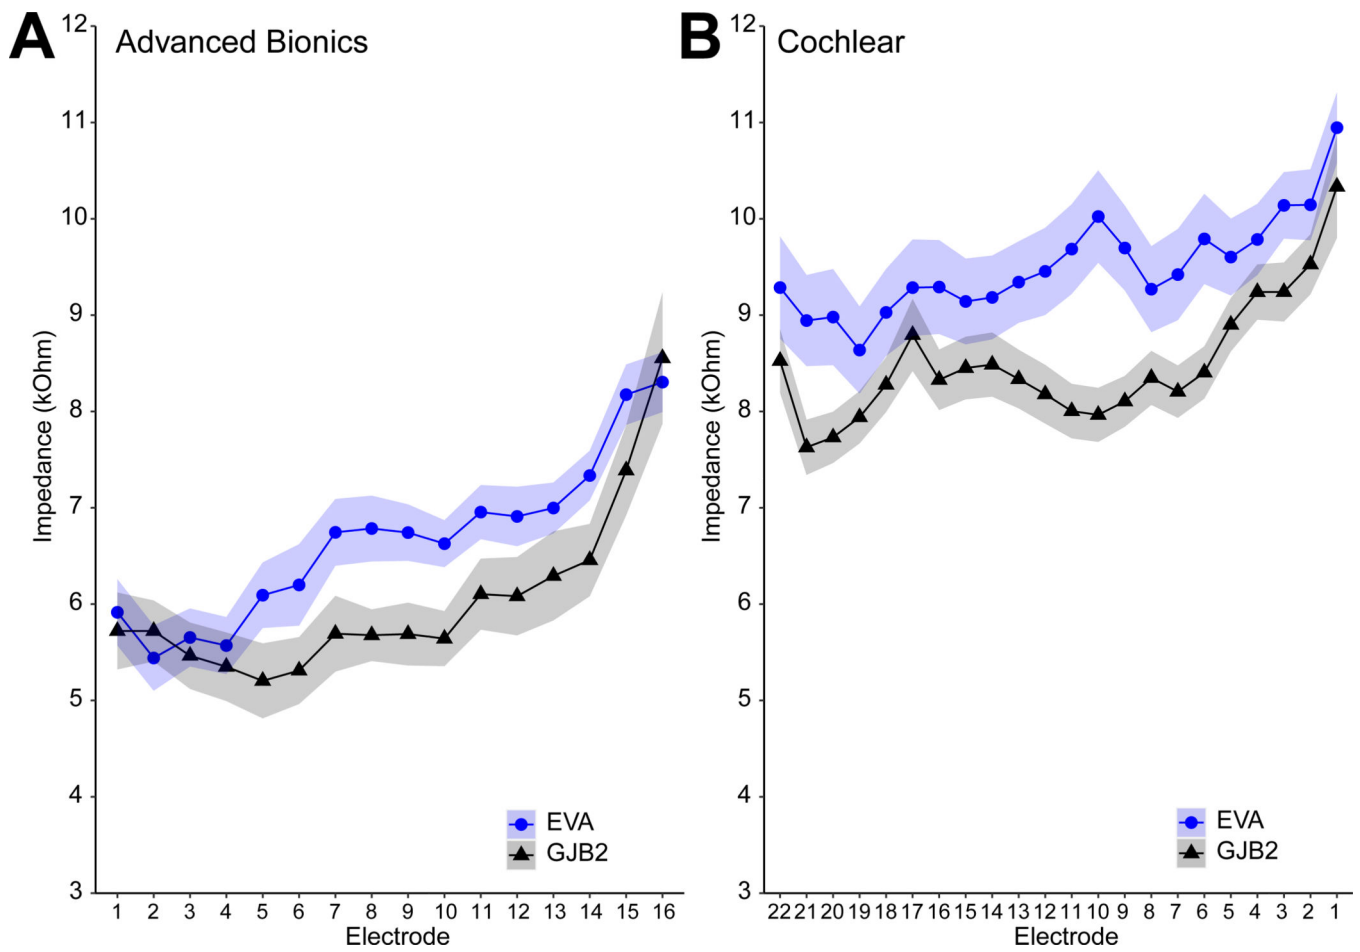 A Advanced Bionics
12
11
10
9
8
7
6
5
4
3
Impedance (kOhm)
EVA
GJB2
1 2 3 4 5 6 7 8 9 10 11 12 13 14 15 16
Electrode
B Cochlear
12
11
10
9
8
7
6
5
4
3
Impedance (kOhm)
EVA
GJB2
22 21 20 19 18 17 16 15 14 13 12 11 10 9 8 7 6 5 4 3 2 1
Electrode